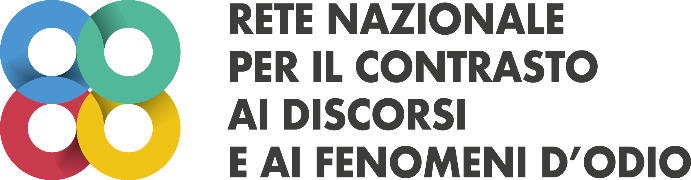 RETE NAZIONALE
PER IL CONTRASTO
AI DISCORSI
E AI FENOMENI D'ODIO